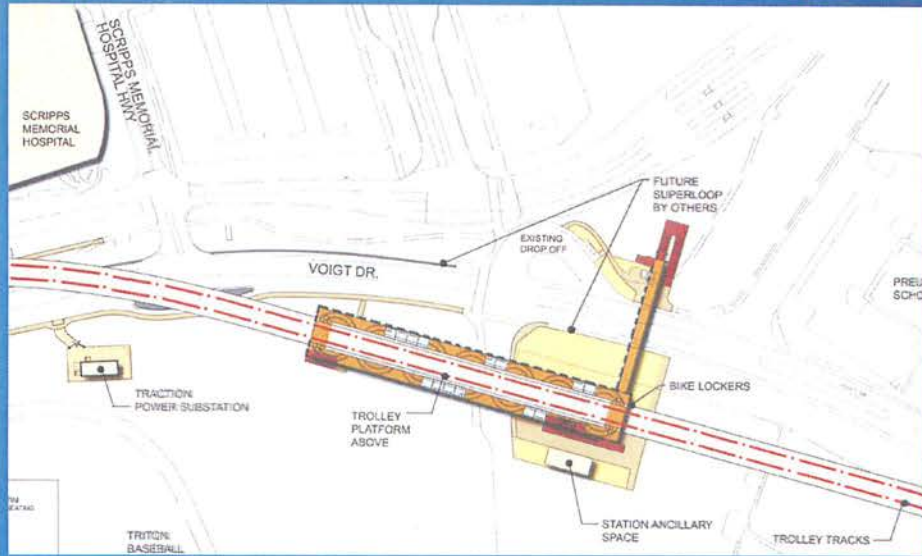 SCRIPPS MEMORIAL
HOSPITAL HWY
SCRIPPS
MEMORIAL
HOSPITAL
FUTURE
SUPERLOOP
BY OTHERS
EXISTING
DROP OFF
VOIGT DR.
BIKE LOCKERS
TRACTION
POWER SUBSTATION
TROLLEY
PLATFORM
ABOVE
STATION ANCILLARY
SPACE
TROLLEY TRACKS
TRITON
BASEBALL